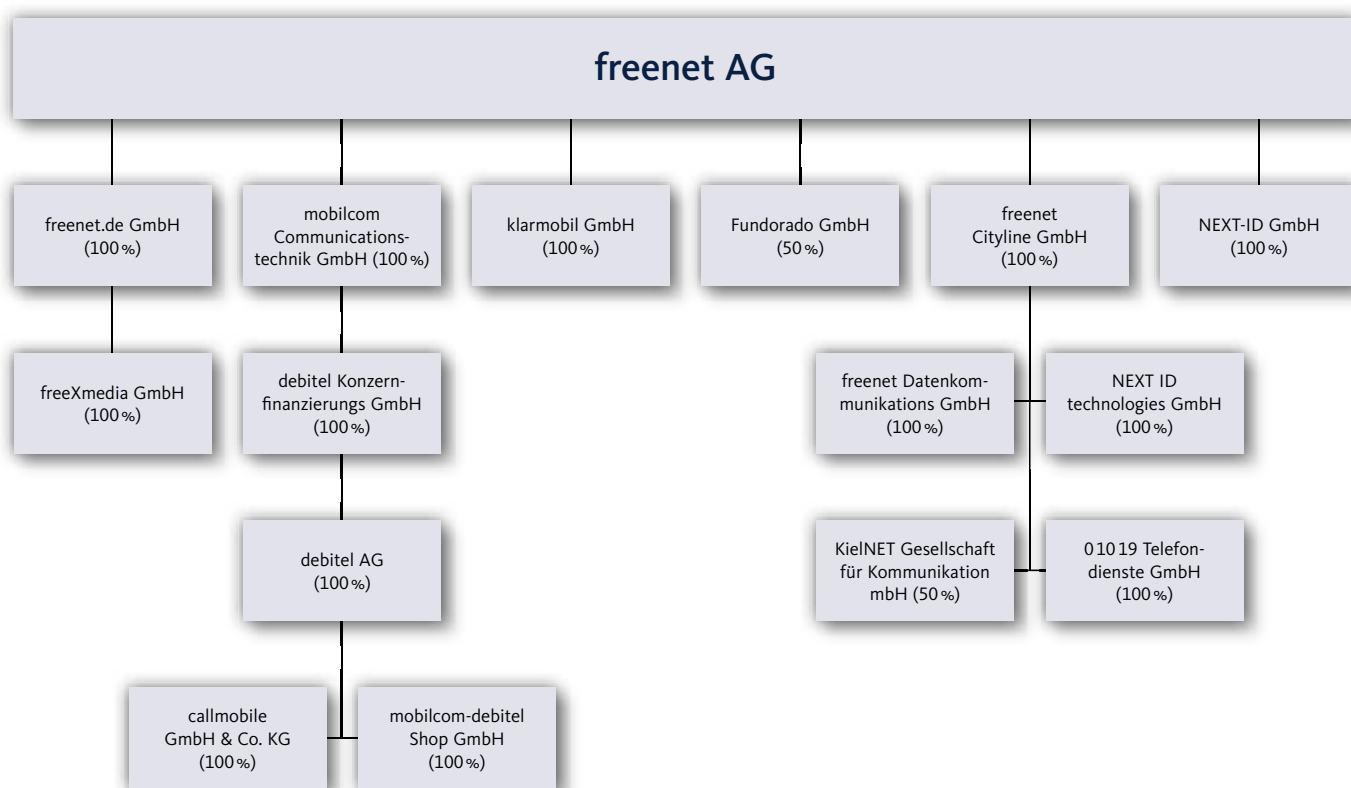 freenet AG
freenet.de GmbH
(100 %)
mobilcom
Communications-
technik GmbH (100 %)
klarmobil GmbH
(100 %)
Fundorado GmbH
(50 %)
freenet
Cityline GmbH
(100 %)
NEXT-ID GmbH
(100 %)
freeXmedia GmbH
(100 %)
debitel Konzern-
finanzierungs GmbH
(100 %)
freenet Datenkom-
munikations GmbH
(100 %)
NEXT ID
technologies GmbH
(100 %)
debitel AG
(100 %)
KielNET Gesellschaft
für Kommunikation
mbH (50 %)
01019 Telefon-
dienste GmbH
(100 %)
callmobile
GmbH & Co. KG
(100 %)
mobilcom-debitel
Shop GmbH
(100 %)